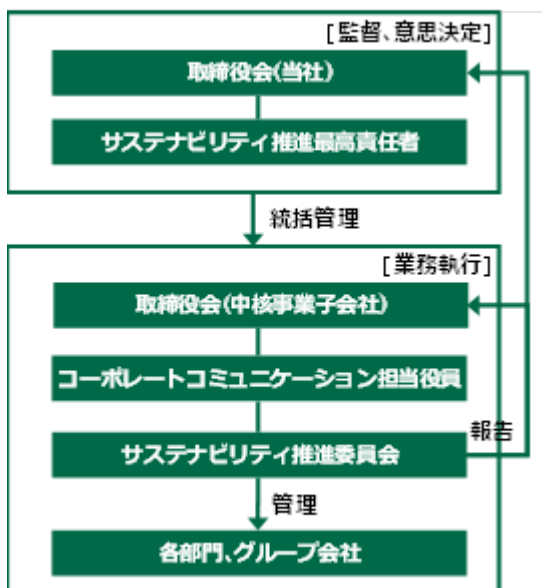 [監督、意思決定]
取締役会(当社)
サステナビリティ推進最高責任者
統括管理
[業務執行]
取締役会(中核事業子会社)
コーポレートコミュニケーション担当役員
報告
サステナビリティ推進委員会
管理
各部門、グループ会社